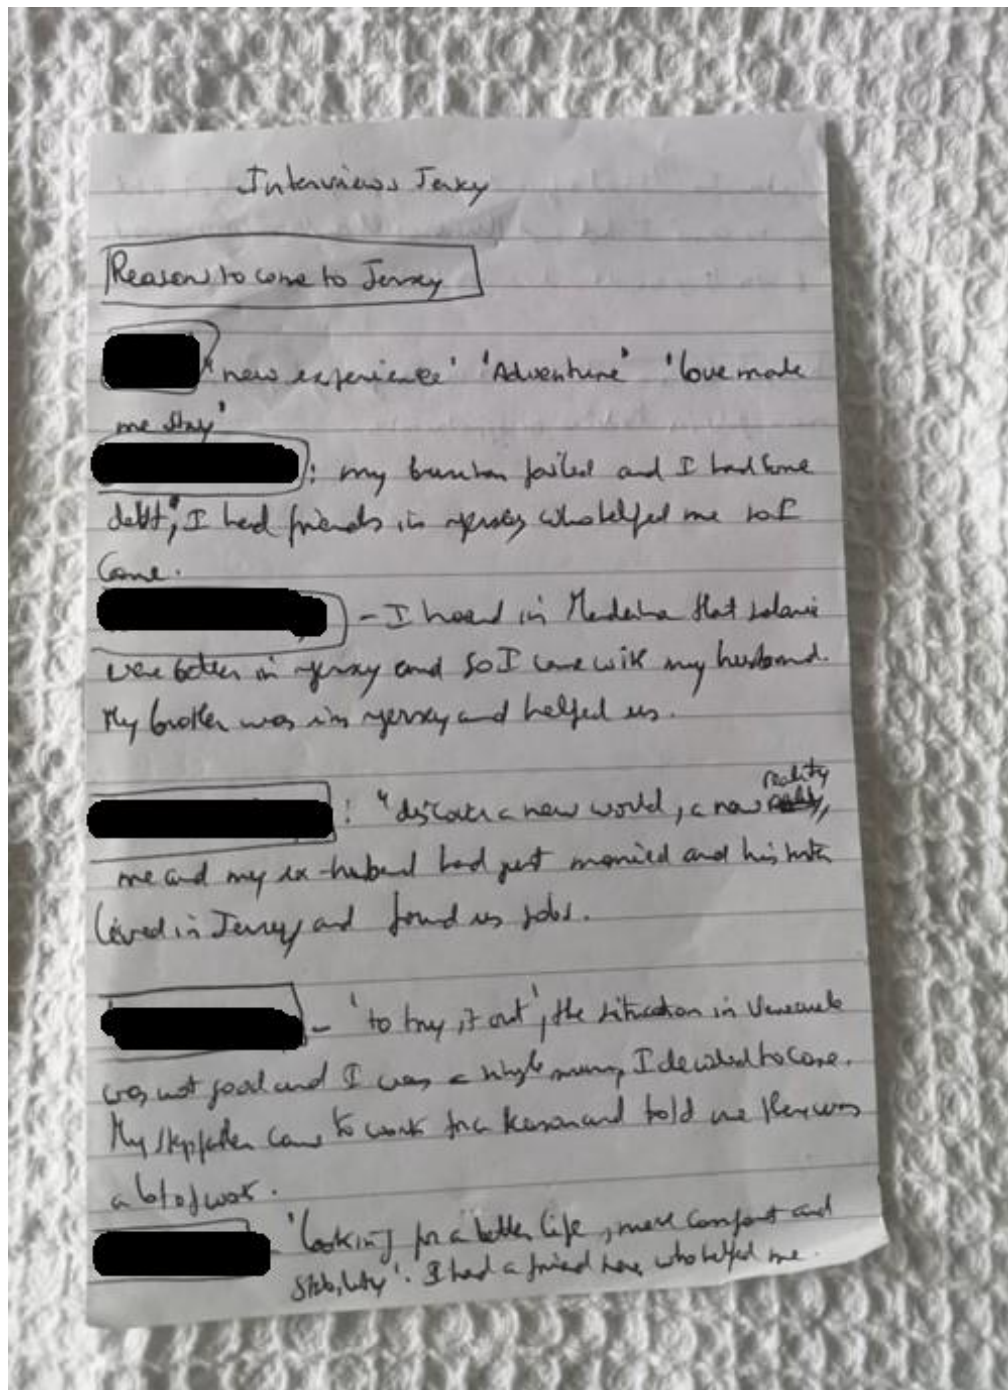 Interviews Jersey
Reason to come to Jersey
'new experience' 'Adventure' 'love made
me stay'
: my business failed and I had some
debt", I had friends in yersey who helped me so I
came.
- I heard in Madeira that salaries
were better in yersey and so I came with my husband.
My brother was in yersey and helped us.
: "discover a new world, a new reality,
me and my ex-husband had just married and his
lived in Jersey and found us jobs.
- 'to try it out', the situation in Venezuela
was not good and I was a single mum, I decided to come.
My stepfather came to work for a season and told me there was
a lot of work.
'looking for a better life, more comfort and
stability'. I had a friend here who helped me.